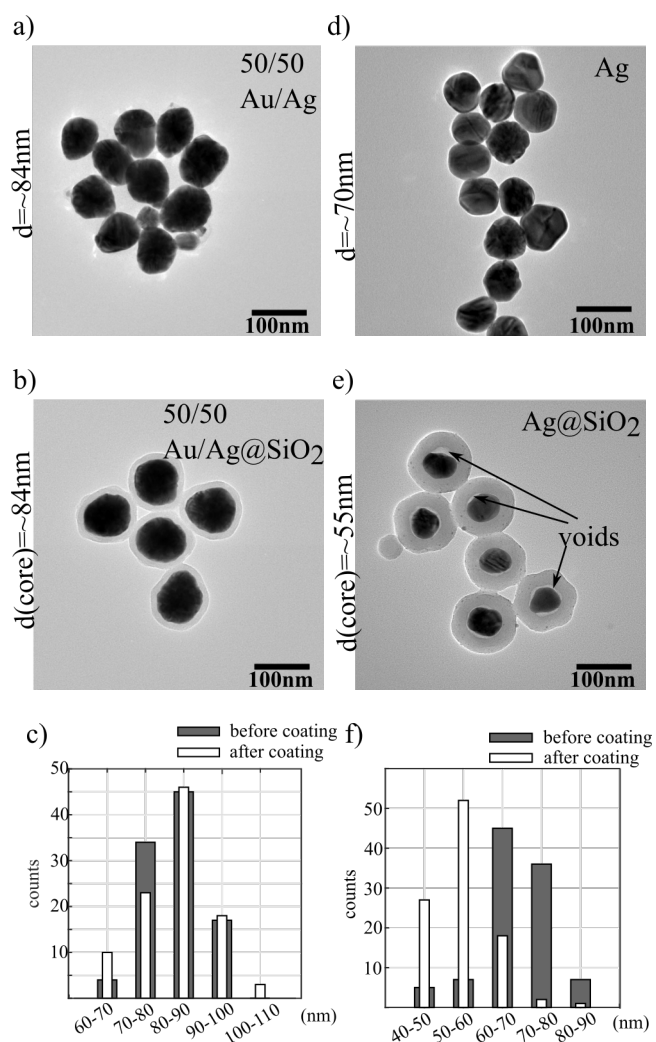 a)
50/50
Au/Ag
d=~84nm
100nm
d)
Ag
d=~70nm
100nm
b)
50/50
Au/Ag@SiO2
d(core)=~84nm
100nm
e)
Ag@SiO2
voids
d(core)=~55nm
100nm
c)
before coating
after coating
counts
50
40
30
20
10
60-70
70-80
80-90
90-100
100-110
(nm)
f)
before coating
after coating
counts
50
40
30
20
10
40-50
50-60
60-70
70-80
80-90
(nm)